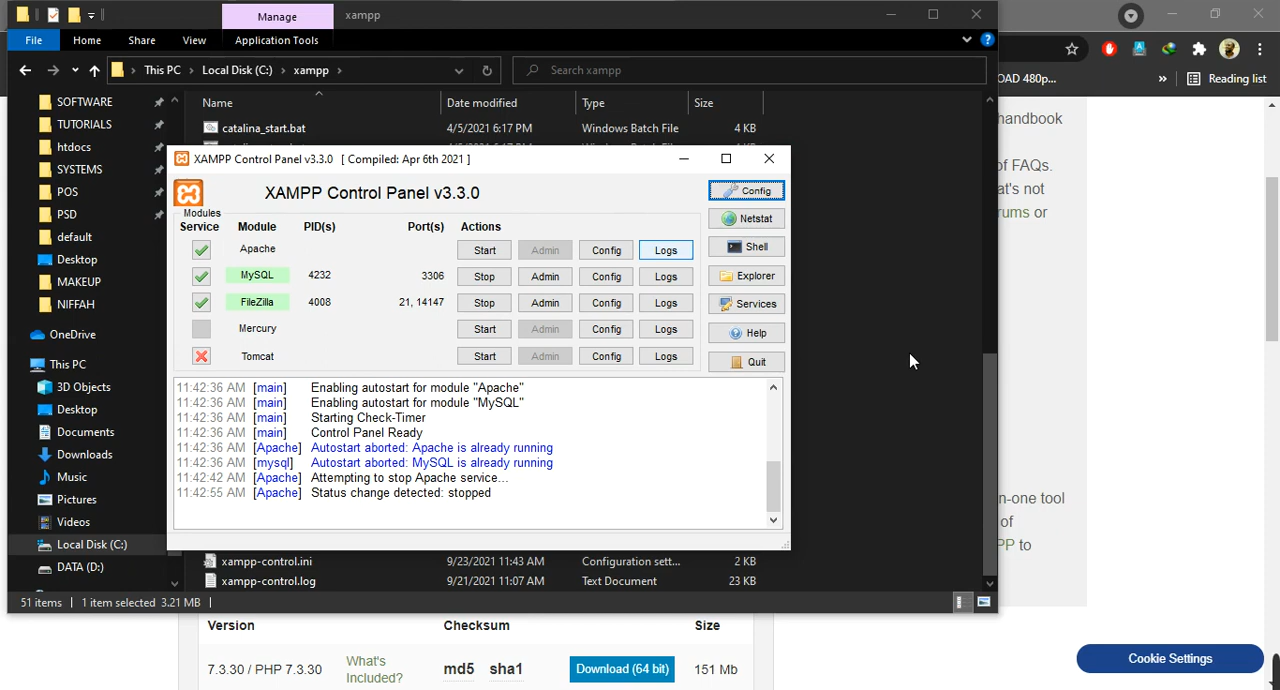 Manage xampp
File Home Share View Application Tools
This PC > Local Disk (C:) > xampp > Search xampp
OAD 480p... » Reading list
SOFTWARE
TUTORIALS
htdocs
SYSTEMS
POS
PSD
default
Desktop
MAKEUP
NIFFAH
OneDrive
This PC
3D Objects
Desktop
Documents
Downloads
Music
Pictures
Videos
Local Disk (C:)
DATA (D:)
Name Date modified Type Size
catalina_start.bat 4/5/2021 6:17 PM Windows Batch File 4 KB
XAMPP Control Panel v3.3.0 [ Compiled: Apr 6th 2021 ]
XAMPP Control Panel v3.3.0
Modules
Service Module PID(s) Port(s) Actions
Apache Start Admin Config Logs
MySQL 4232 3306 Stop Admin Config Logs
FileZilla 4008 21, 14147 Stop Admin Config Logs
Mercury Start Admin Config Logs
Tomcat Start Admin Config Logs
Config
Netstat
Shell
Explorer
Services
Help
Quit
11:42:36 AM [main] Enabling autostart for module "Apache"
11:42:36 AM [main] Enabling autostart for module "MySQL"
11:42:36 AM [main] Starting Check-Timer
11:42:36 AM [main] Control Panel Ready
11:42:36 AM [Apache] Autostart aborted: Apache is already running
11:42:36 AM [mysql] Autostart aborted: MySQL is already running
11:42:42 AM [Apache] Attempting to stop Apache service...
11:42:55 AM [Apache] Status change detected: stopped
xampp-control.ini 9/23/2021 11:43 AM Configuration sett... 2 KB
xampp-control.log 9/21/2021 11:07 AM Text Document 23 KB
51 items | 1 item selected 3.21 MB |
handbook
of FAQs.
at's not
rums or
n-one tool
of
PP to
Version Checksum Size
7.3.30 / PHP 7.3.30 What's Included? md5 sha1 Download (64 bit) 151 Mb
Cookie Settings